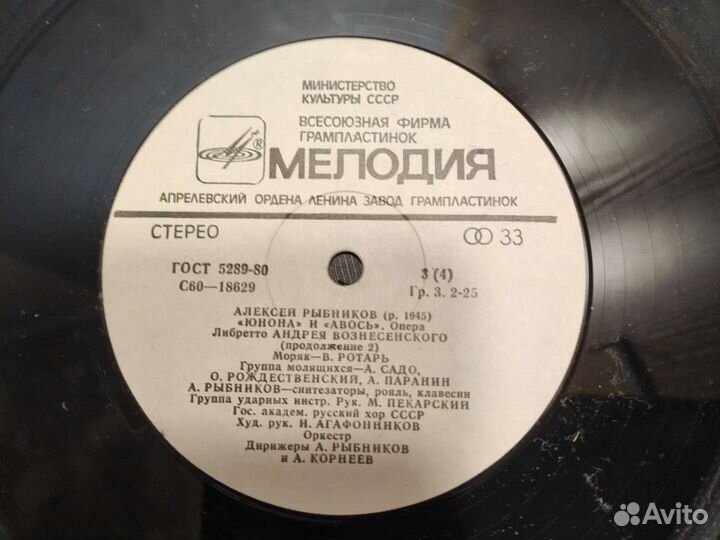 МИНИСТЕРСТВО
КУЛЬТУРЫ СССР
ВСЕСОЮЗНАЯ ФИРМА
ГРАМПЛАСТИНОК
® МЕЛОДИЯ
АПРЕЛЕВСКИЙ ОРДЕНА ЛЕНИНА ЗАВОД ГРАМПЛАСТИНОК
СТЕРЕО 33
ГОСТ 5289-80 3 (4)
С60—18629 Гр. 3. 2-25
АЛЕКСЕЙ РЫБНИКОВ (р. 1945)
«ЮНОНА» И «АВОСЬ». Опера
Либретто АНДРЕЯ ВОЗНЕСЕНСКОГО
(продолжение 2)
Моряк—В. РОТАРЬ
Группа молящихся—А. САДО,
О. РОЖДЕСТВЕНСКИЙ, А. ПАРАНИН
А. РЫБНИКОВ—синтезаторы, рояль, клавесин
Группа ударных инстр. Рук. М. ПЕКАРСКИЙ
Гос. академ. русский хор СССР
Худ. рук. И. АГАФОННИКОВ
Оркестр
Дирижеры А. РЫБНИКОВ
и А. КОРНЕЕВ
Avito